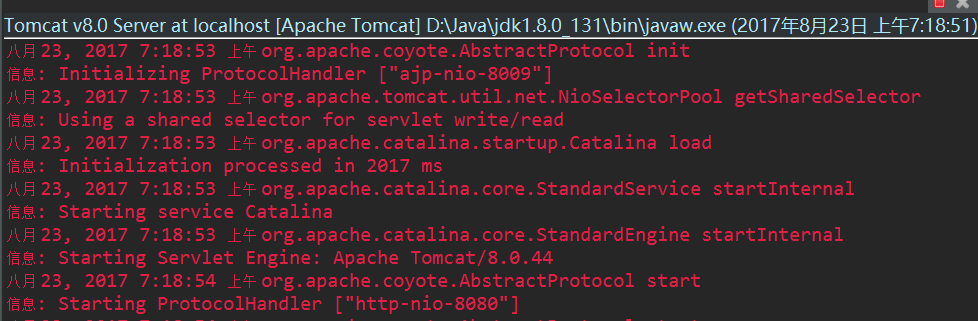 Tomcat v8.0 Server at localhost [Apache Tomcat] D:\Java\jdk1.8.0_131\bin\javaw.exe (2017年8月23日 上午7:18:51)
八月 23, 2017 7:18:53 上午 org.apache.coyote.AbstractProtocol init
信息: Initializing ProtocolHandler ["ajp-nio-8009"]
八月 23, 2017 7:18:53 上午 org.apache.tomcat.util.net.NioSelectorPool getSharedSelector
信息: Using a shared selector for servlet write/read
八月 23, 2017 7:18:53 上午 org.apache.catalina.startup.Catalina load
信息: Initialization processed in 2017 ms
八月 23, 2017 7:18:53 上午 org.apache.catalina.core.StandardService startInternal
信息: Starting service Catalina
八月 23, 2017 7:18:53 上午 org.apache.catalina.core.StandardEngine startInternal
信息: Starting Servlet Engine: Apache Tomcat/8.0.44
八月 23, 2017 7:18:54 上午 org.apache.coyote.AbstractProtocol start
信息: Starting ProtocolHandler ["http-nio-8080"]